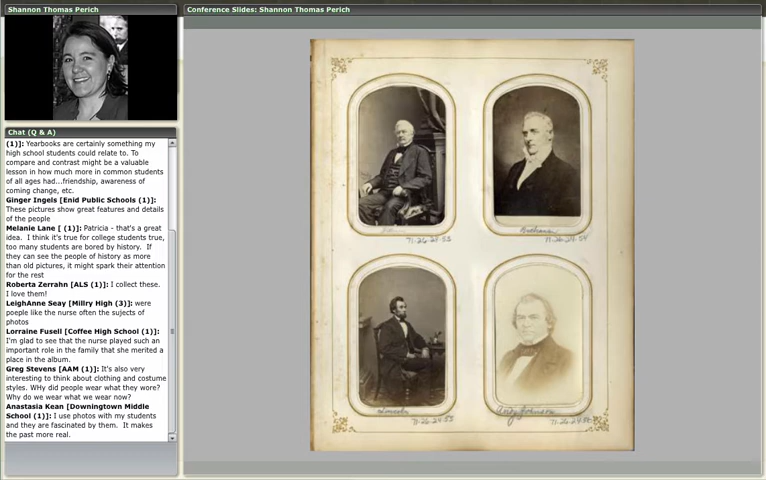 Shannon Thomas Perich
Conference Slides: Shannon Thomas Perich
Chat (Q & A)
(1)]: Yearbooks are certainly something my
high school students could relate to. To
compare and contrast might be a valuable
lesson in how much more in common students
of all ages had...friendship, awareness of
coming change, etc.
Ginger Ingels [Enid Public Schools (1)]:
These pictures show great features and details
of the people
Melanie Lane [ (1)]: Patricia - that's a great
idea.  I think it's true for college students true,
too many students are bored by history.  If
they can see the people of history as more
than old pictures, it might spark their attention
for the rest
Roberta Zerrahn [ALS (1)]: I collect these.
I love them!
LeighAnne Seay [Millry High (3)]: were
poeple like the nurse often the sujects of
photos
Lorraine Fusell [Coffee High School (1)]:
I'm glad to see that the nurse played such an
important role in the family that she merited a
place in the album.
Greg Stevens [AAM (1)]: It's also very
interesting to think about clothing and costume
styles. WHy did people wear what they wore?
Why do we wear what we wear now?
Anastasia Kean [Downingtown Middle
School (1)]: I use photos with my students
and they are fascinated by them.  It makes
the past more real.
Buchanan
Lincoln
Andy Johnson